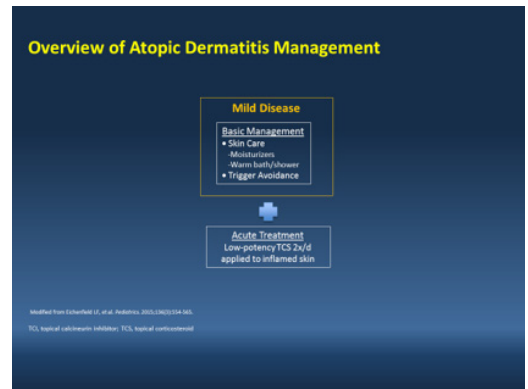 Overview of Atopic Dermatitis Management
Mild Disease
Basic Management
• Skin Care
-Moisturizers
-Warm bath/shower
• Trigger Avoidance
Acute Treatment
Low-potency TCS 2x/d
applied to inflamed skin
Modified from Eichenfield LF, et al. Pediatrics. 2015;136(3):554-565.
TCI, topical calcineurin inhibitor; TCS, topical corticosteroid